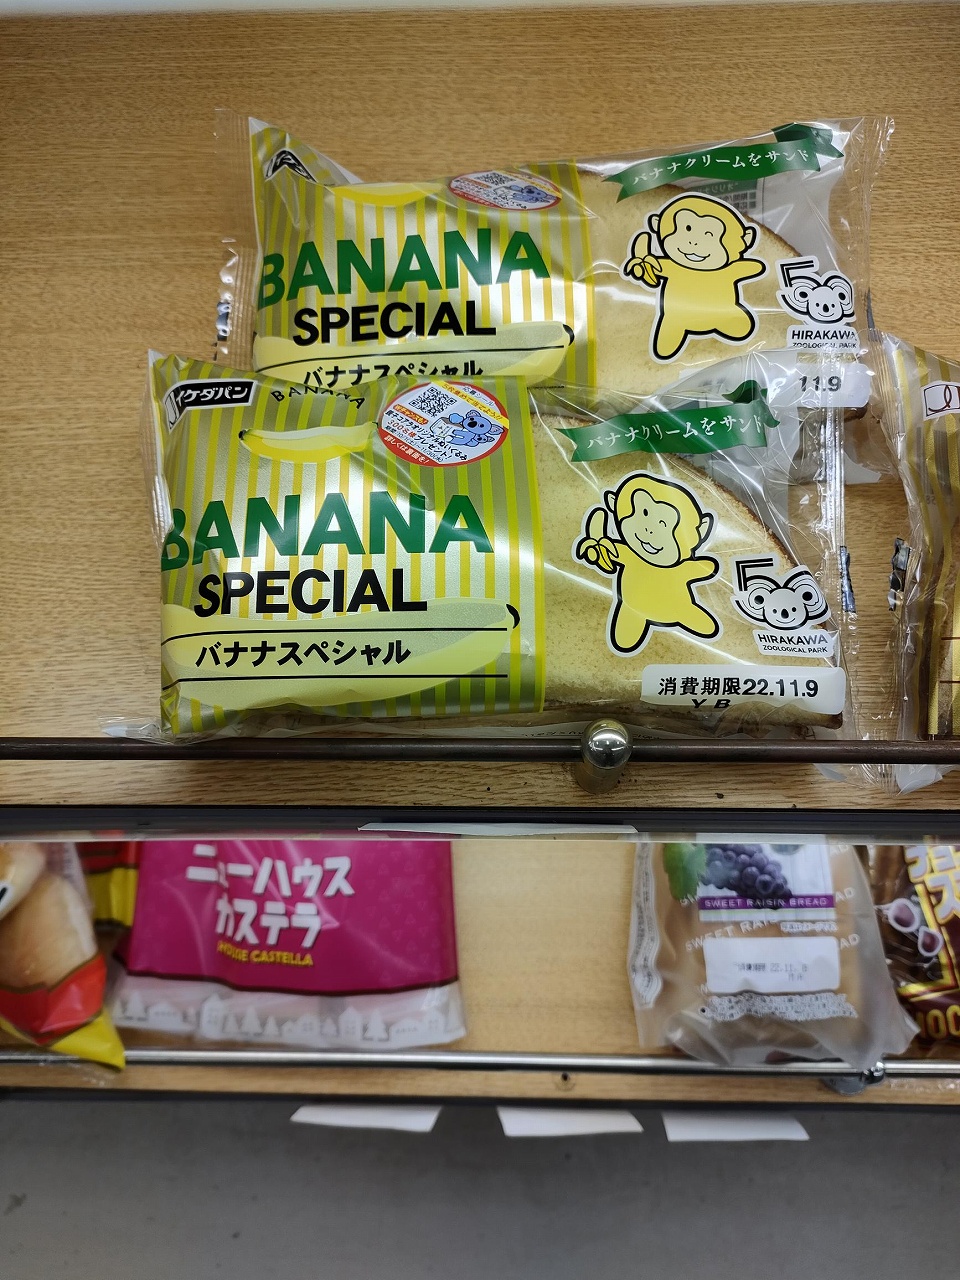 バナナクリームをサンド
BANANA
SPECIAL
バナナスペシャル
50
HIRAKAWA
ZOOLOGICAL PARK
11.9
イケダパン
BANANA
バナナクリームをサンド
BANANA
SPECIAL
バナナスペシャル
50
HIRAKAWA
ZOOLOGICAL PARK
消費期限22.11.9
YB
ニューハウス
カステラ
HOUSE CASTELLA
SWEET RAISIN BREAD